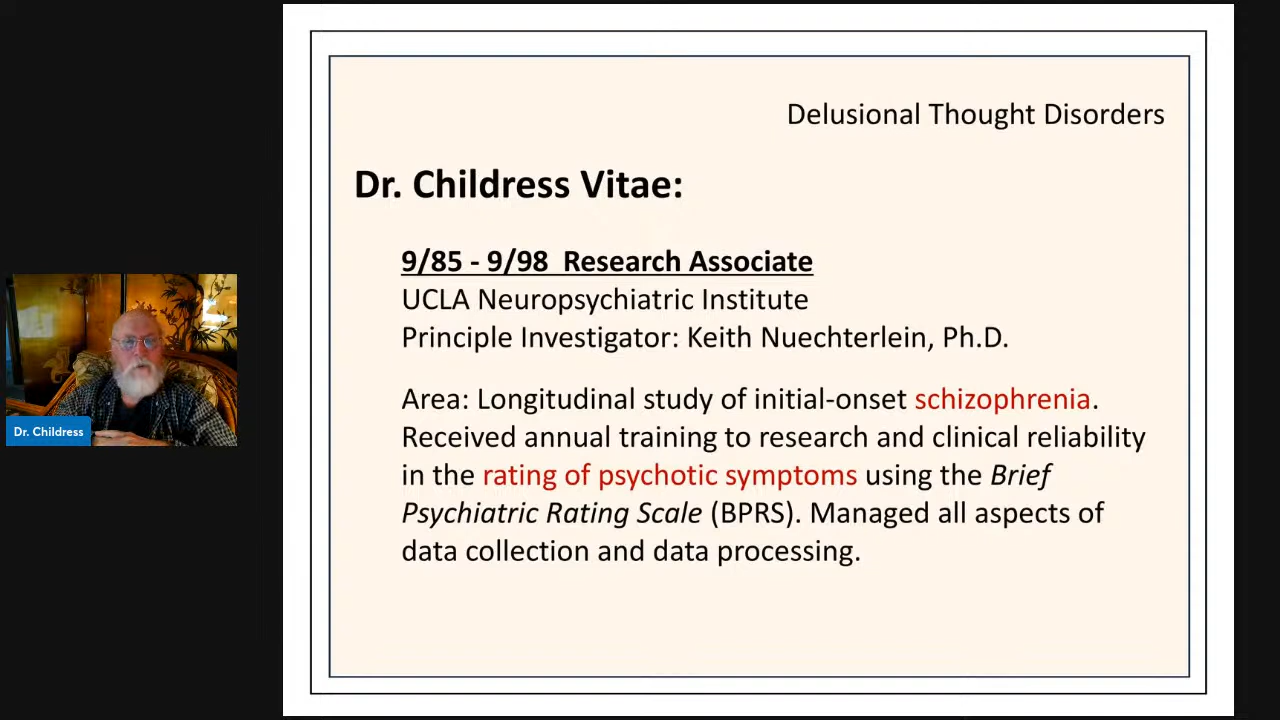 Delusional Thought Disorders
Dr. Childress Vitae:
9/85 - 9/98 Research Associate
UCLA Neuropsychiatric Institute
Principle Investigator: Keith Nuechterlein, Ph.D.
Area: Longitudinal study of initial-onset schizophrenia.
Received annual training to research and clinical reliability
in the rating of psychotic symptoms using the Brief
Psychiatric Rating Scale (BPRS). Managed all aspects of
data collection and data processing.
Dr. Childress